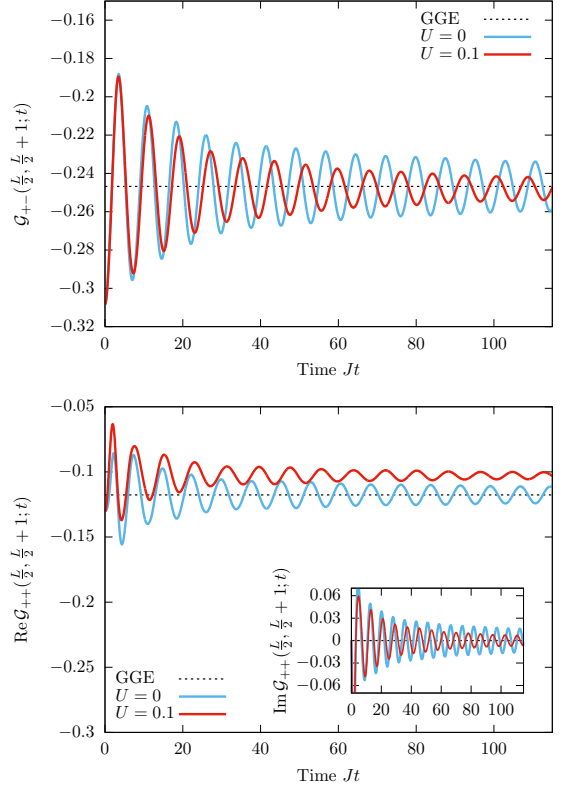 −0.16
−0.18
−0.2
−0.22
−0.24
−0.26
−0.28
−0.3
−0.32
𝒢₊₋(L/2, L/2 + 1; t)
GGE
U = 0
U = 0.1
0 20 40 60 80 100
Time Jt
−0.05
−0.1
−0.15
−0.2
−0.25
−0.3
Re 𝒢₊₊(L/2, L/2 + 1; t)
Im 𝒢₊₊(L/2, L/2 + 1; t)
0.06
0.03
0
−0.03
−0.06
0 20 40 60 80 100
GGE
U = 0
U = 0.1
0 20 40 60 80 100
Time Jt